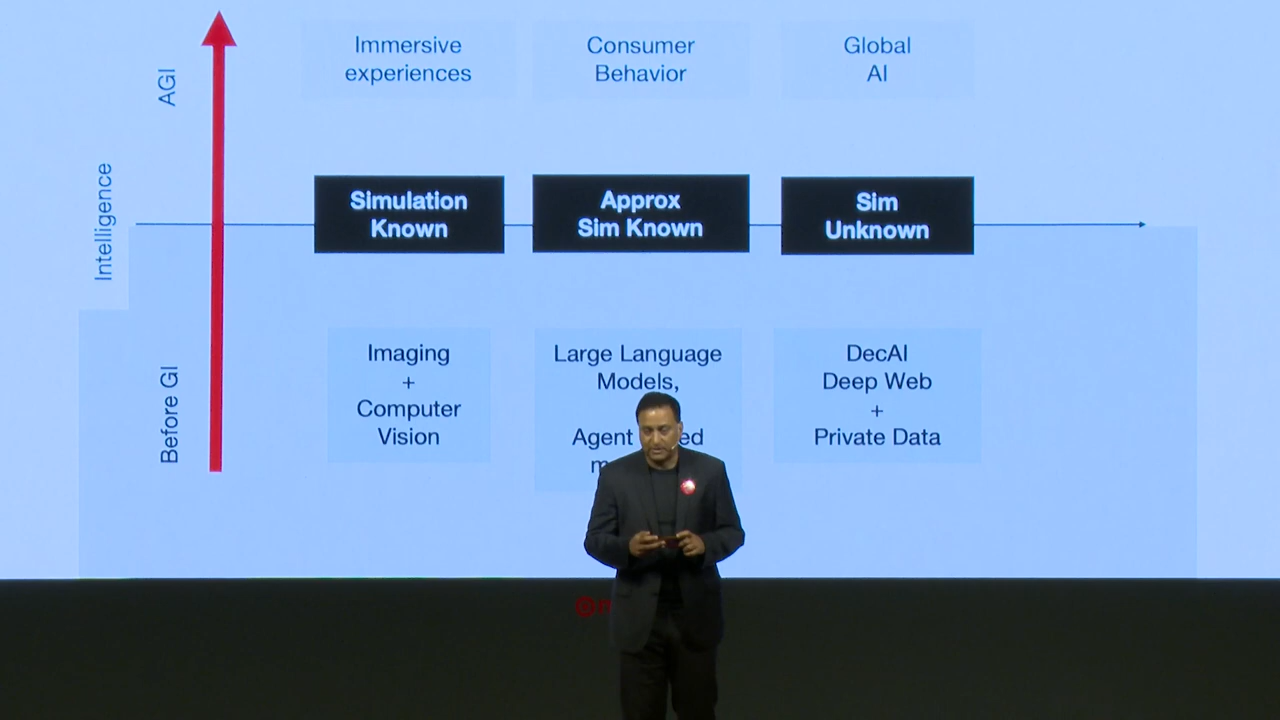 Immersive
experiences
Consumer
Behavior
Global
AI
AGI
Intelligence
Simulation
Known
Approx
Sim Known
Sim
Unknown
Before GI
Imaging
+
Computer
Vision
Large Language
Models,
Agent
DecAI
Deep Web
+
Private Data